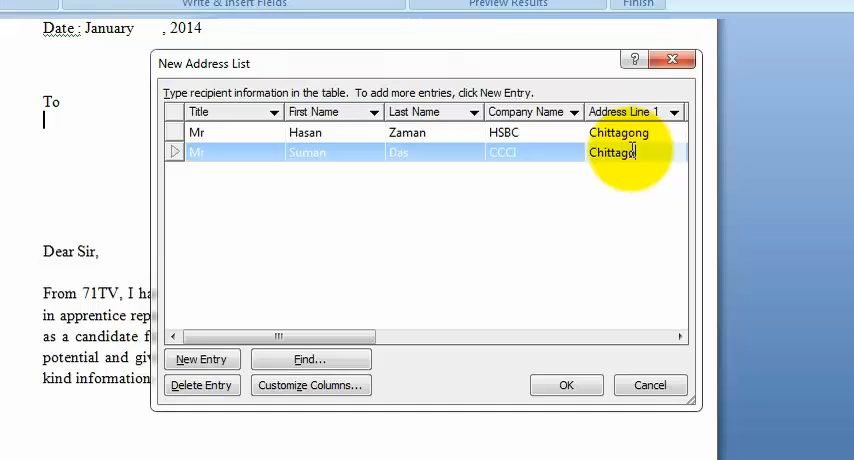 Write & Insert Fields Preview Results Finish
Date : January , 2014
New Address List
?
Type recipient information in the table. To add more entries, click New Entry.
Title First Name Last Name Company Name Address Line 1
To
Mr Hasan Zaman HSBC Chittagong
Mr Suman Das CCCI Chittago
Dear Sir,
From 71TV, I ha
in apprentice rep
as a candidate f
potential and giv
kind information
New Entry Find...
Delete Entry Customize Columns... OK Cancel